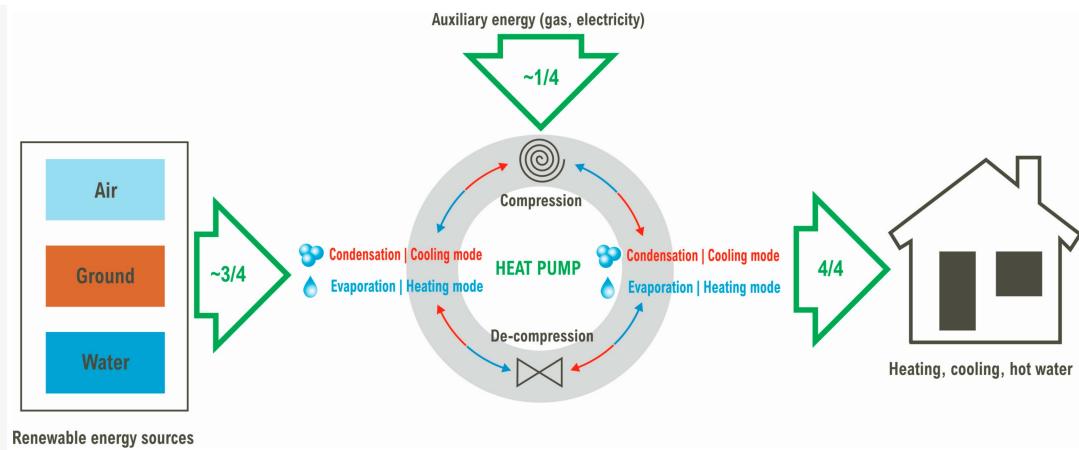 Auxiliary energy (gas, electricity)
~1/4
Air
Ground
Water
Renewable energy sources
~3/4
Compression
Condensation | Cooling mode
Evaporation | Heating mode
HEAT PUMP
Condensation | Cooling mode
Evaporation | Heating mode
De-compression
4/4
Heating, cooling, hot water